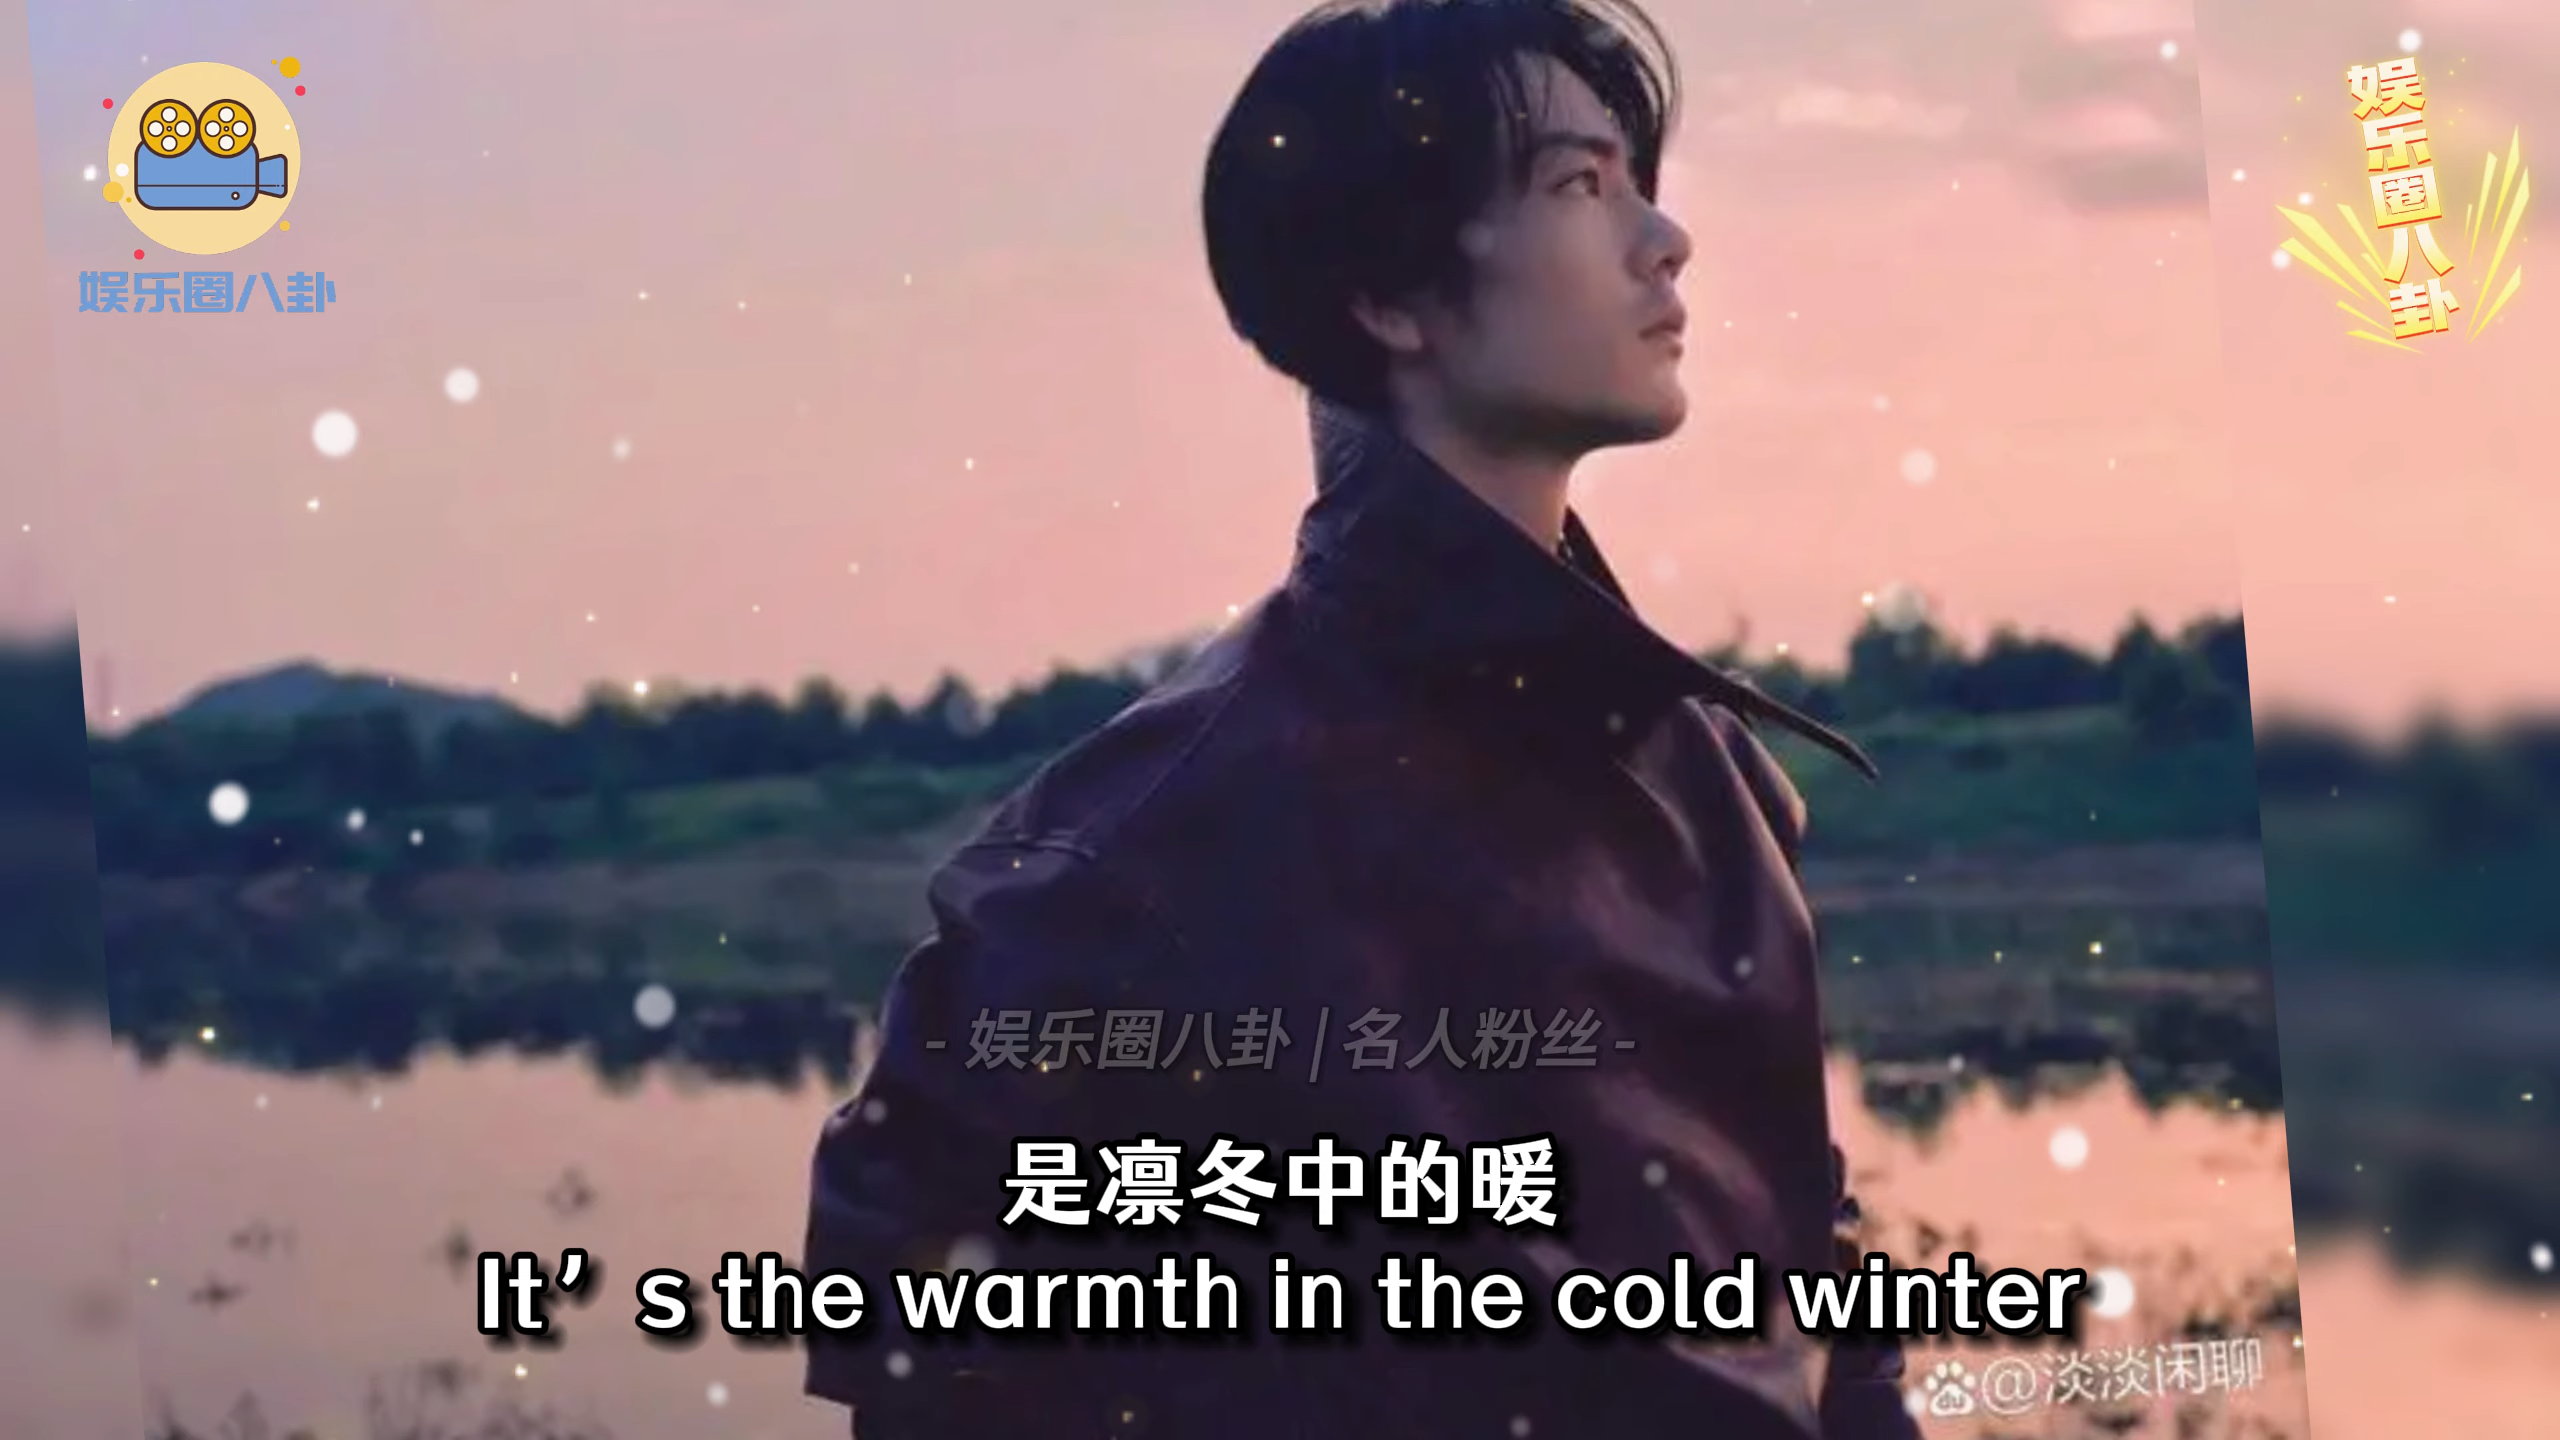 娱乐圈八卦
娱乐圈八卦
- 娱乐圈八卦 | 名人粉丝 -
是凛冬中的暖
It’s the warmth in the cold winter
@淡淡闲聊